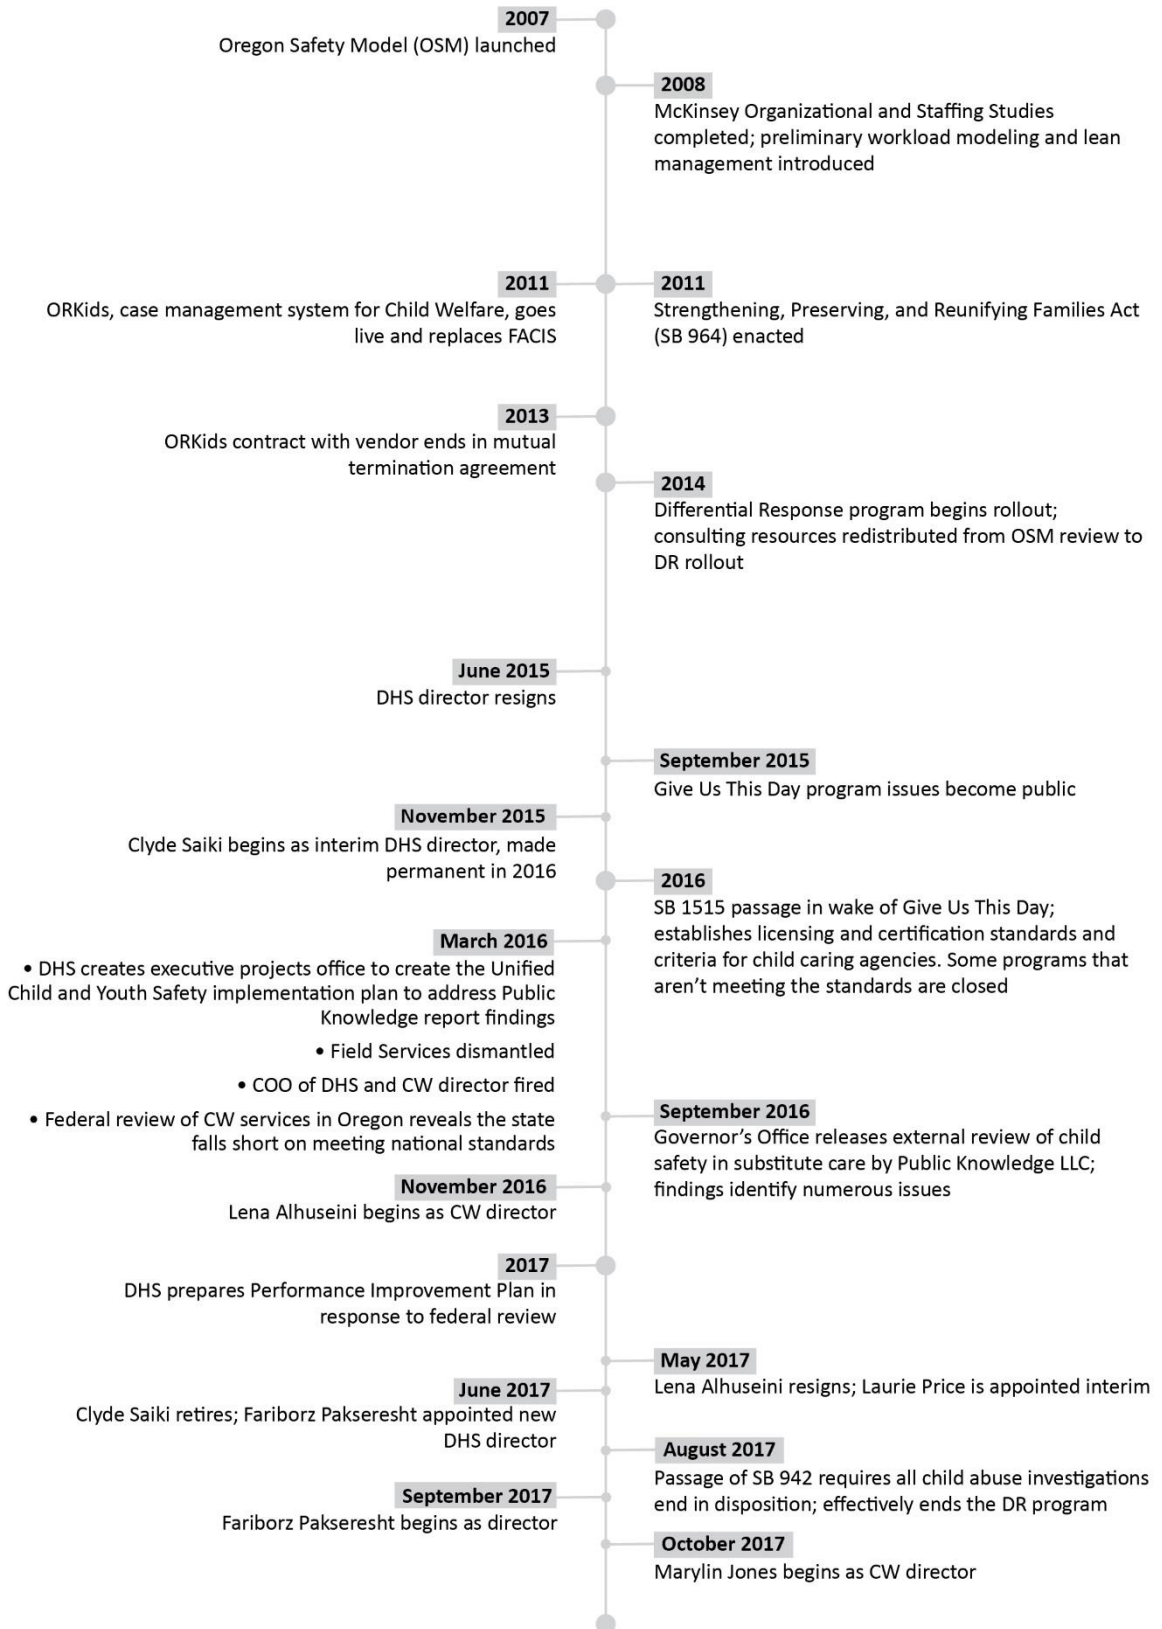 2007
Oregon Safety Model (OSM) launched
2008
McKinsey Organizational and Staffing Studies
completed; preliminary workload modeling and lean
management introduced
2011
ORKids, case management system for Child Welfare, goes
live and replaces FACIS
2011
Strengthening, Preserving, and Reunifying Families Act
(SB 964) enacted
2013
ORKids contract with vendor ends in mutual
termination agreement
2014
Differential Response program begins rollout;
consulting resources redistributed from OSM review to
DR rollout
June 2015
DHS director resigns
September 2015
Give Us This Day program issues become public
November 2015
Clyde Saiki begins as interim DHS director, made
permanent in 2016
2016
SB 1515 passage in wake of Give Us This Day;
establishes licensing and certification standards and
criteria for child caring agencies. Some programs that
aren’t meeting the standards are closed
March 2016
• DHS creates executive projects office to create the Unified
Child and Youth Safety implementation plan to address Public
Knowledge report findings
• Field Services dismantled
• COO of DHS and CW director fired
• Federal review of CW services in Oregon reveals the state
falls short on meeting national standards
September 2016
Governor’s Office releases external review of child
safety in substitute care by Public Knowledge LLC;
findings identify numerous issues
November 2016
Lena Alhuseini begins as CW director
2017
DHS prepares Performance Improvement Plan in
response to federal review
May 2017
Lena Alhuseini resigns; Laurie Price is appointed interim
June 2017
Clyde Saiki retires; Fariborz Pakseresht appointed new
DHS director
August 2017
Passage of SB 942 requires all child abuse investigations
end in disposition; effectively ends the DR program
September 2017
Fariborz Pakseresht begins as director
October 2017
Marylin Jones begins as CW director